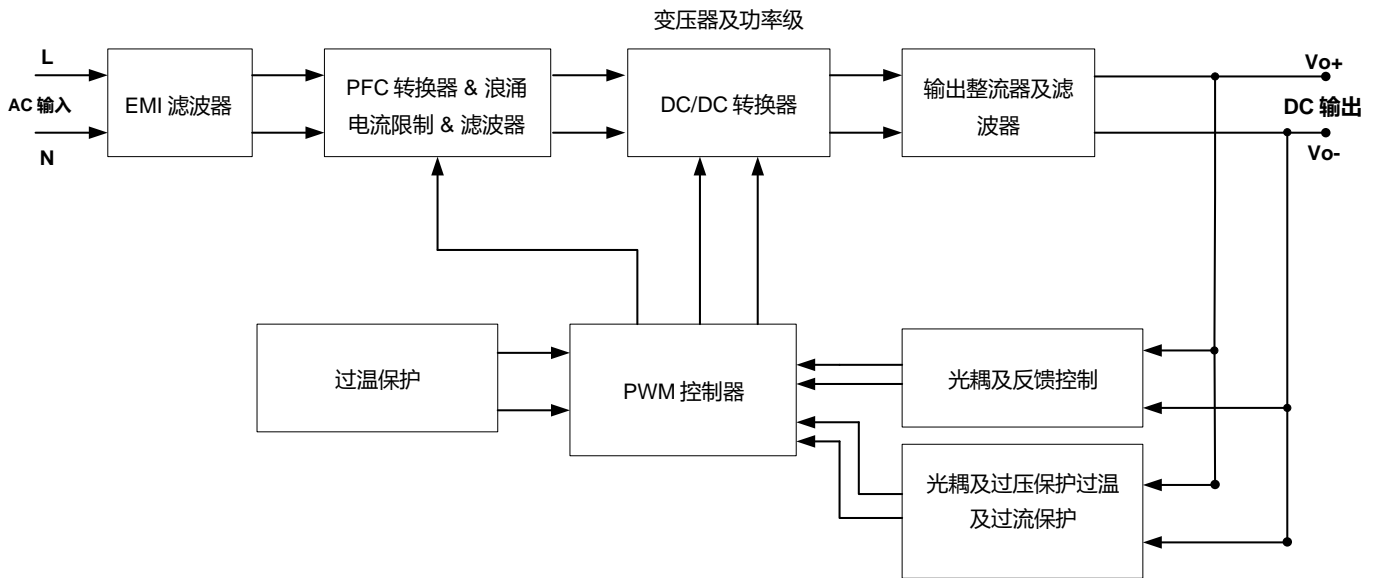 变压器及功率级
L
AC 输入
N
EMI 滤波器
PFC 转换器 & 浪涌
电流限制 & 滤波器
DC/DC 转换器
输出整流器及滤
波器
Vo+
DC 输出
Vo-
过温保护
PWM 控制器
光耦及反馈控制
光耦及过压保护过温
及过流保护